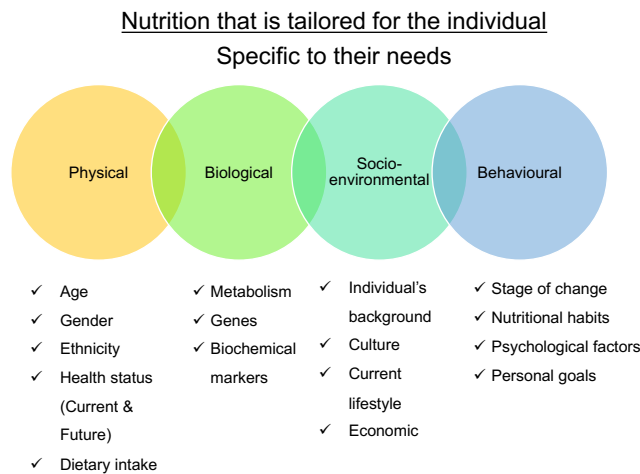 Nutrition that is tailored for the individual
Specific to their needs
Physical
Biological
Socio-
environmental
Behavioural
✓ Age
✓ Gender
✓ Ethnicity
✓ Health status
(Current &
Future)
✓ Dietary intake
✓ Metabolism
✓ Genes
✓ Biochemical
markers
✓ Individual's
background
✓ Culture
✓ Current
lifestyle
✓ Economic
✓ Stage of change
✓ Nutritional habits
✓ Psychological factors
✓ Personal goals